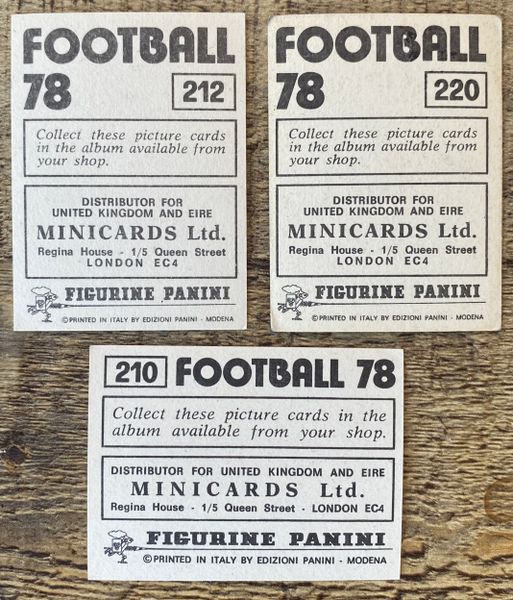 FOOTBALL
78 212
Collect these picture cards
in the album available from
your shop.
DISTRIBUTOR FOR
UNITED KINGDOM AND EIRE
MINICARDS Ltd.
Regina House - 1/5 Queen Street
LONDON EC4
FIGURINE PANINI
©PRINTED IN ITALY BY EDIZIONI PANINI - MODENA
FOOTBALL
78 220
Collect these picture cards
in the album available from
your shop.
DISTRIBUTOR FOR
UNITED KINGDOM AND EIRE
MINICARDS Ltd.
Regina House - 1/5 Queen Street
LONDON EC4
FIGURINE PANINI
©PRINTED IN ITALY BY EDIZIONI PANINI - MODENA
210 FOOTBALL 78
Collect these picture cards in the
album available from your shop.
DISTRIBUTOR FOR UNITED KINGDOM AND EIRE
MINICARDS Ltd.
Regina House - 1/5 Queen Street - LONDON EC4
FIGURINE PANINI
©PRINTED IN ITALY BY EDIZIONI PANINI - MODENA